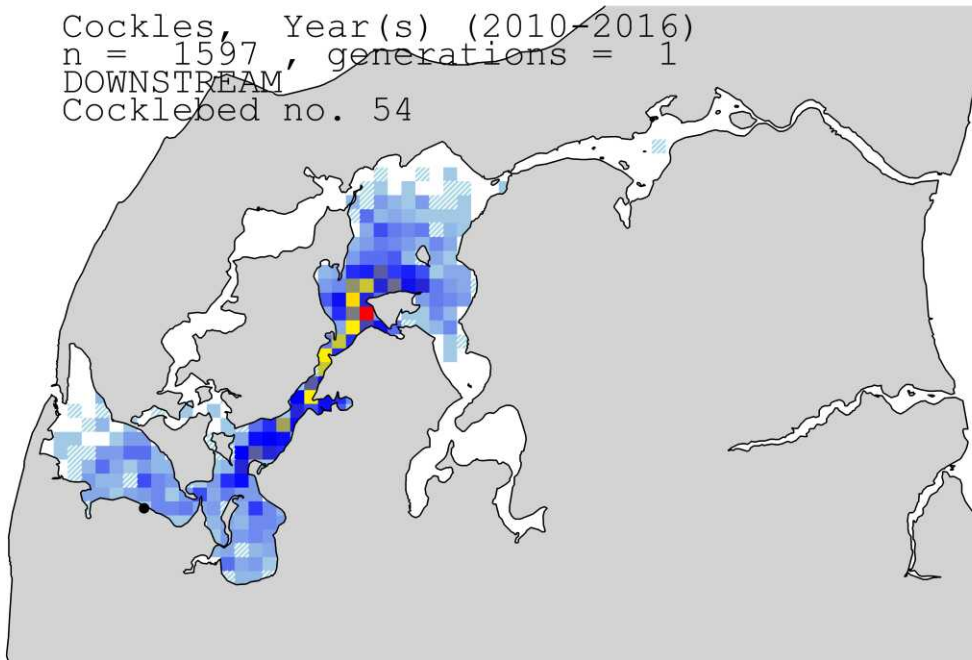 Cockles, Year(s) (2010-2016)
n = 1597 , generations = 1
DOWNSTREAM
Cocklebed no. 54